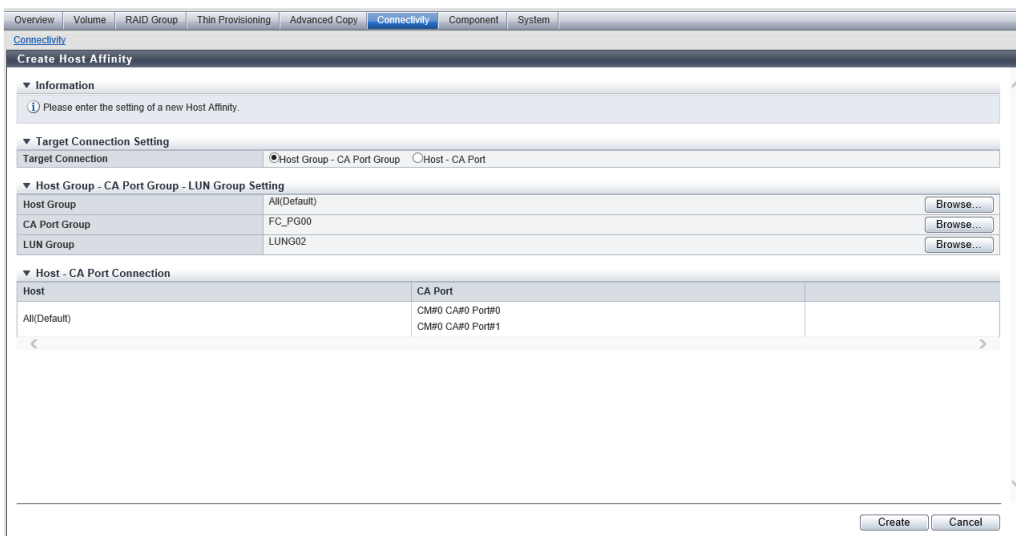 Overview Volume RAID Group Thin Provisioning Advanced Copy Connectivity Component System
Connectivity
Create Host Affinity
Information
Please enter the setting of a new Host Affinity.
Target Connection Setting
Target Connection Host Group - CA Port Group Host - CA Port
Host Group - CA Port Group - LUN Group Setting
Host Group All(Default) Browse...
CA Port Group FC_PG00 Browse...
LUN Group LUNG02 Browse...
Host - CA Port Connection
Host CA Port
All(Default)
CM#0 CA#0 Port#0
CM#0 CA#0 Port#1
Create Cancel